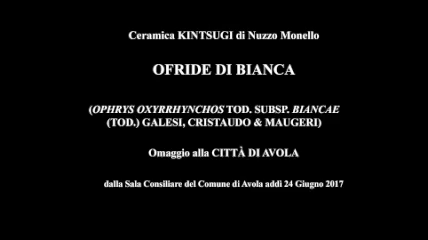 Ceramica KINTSUGI di Nuzzo Monello
OFRIDE DI BIANCA
(OPHRYS OXYRRHYNCHOS TOD. SUBSP. BIANCAE
(TOD.) GALESI, CRISTAUDO & MAUGERI)
Omaggio alla CITTÀ DI AVOLA
dalla Sala Consiliare del Comune di Avola addì 24 Giugno 2017